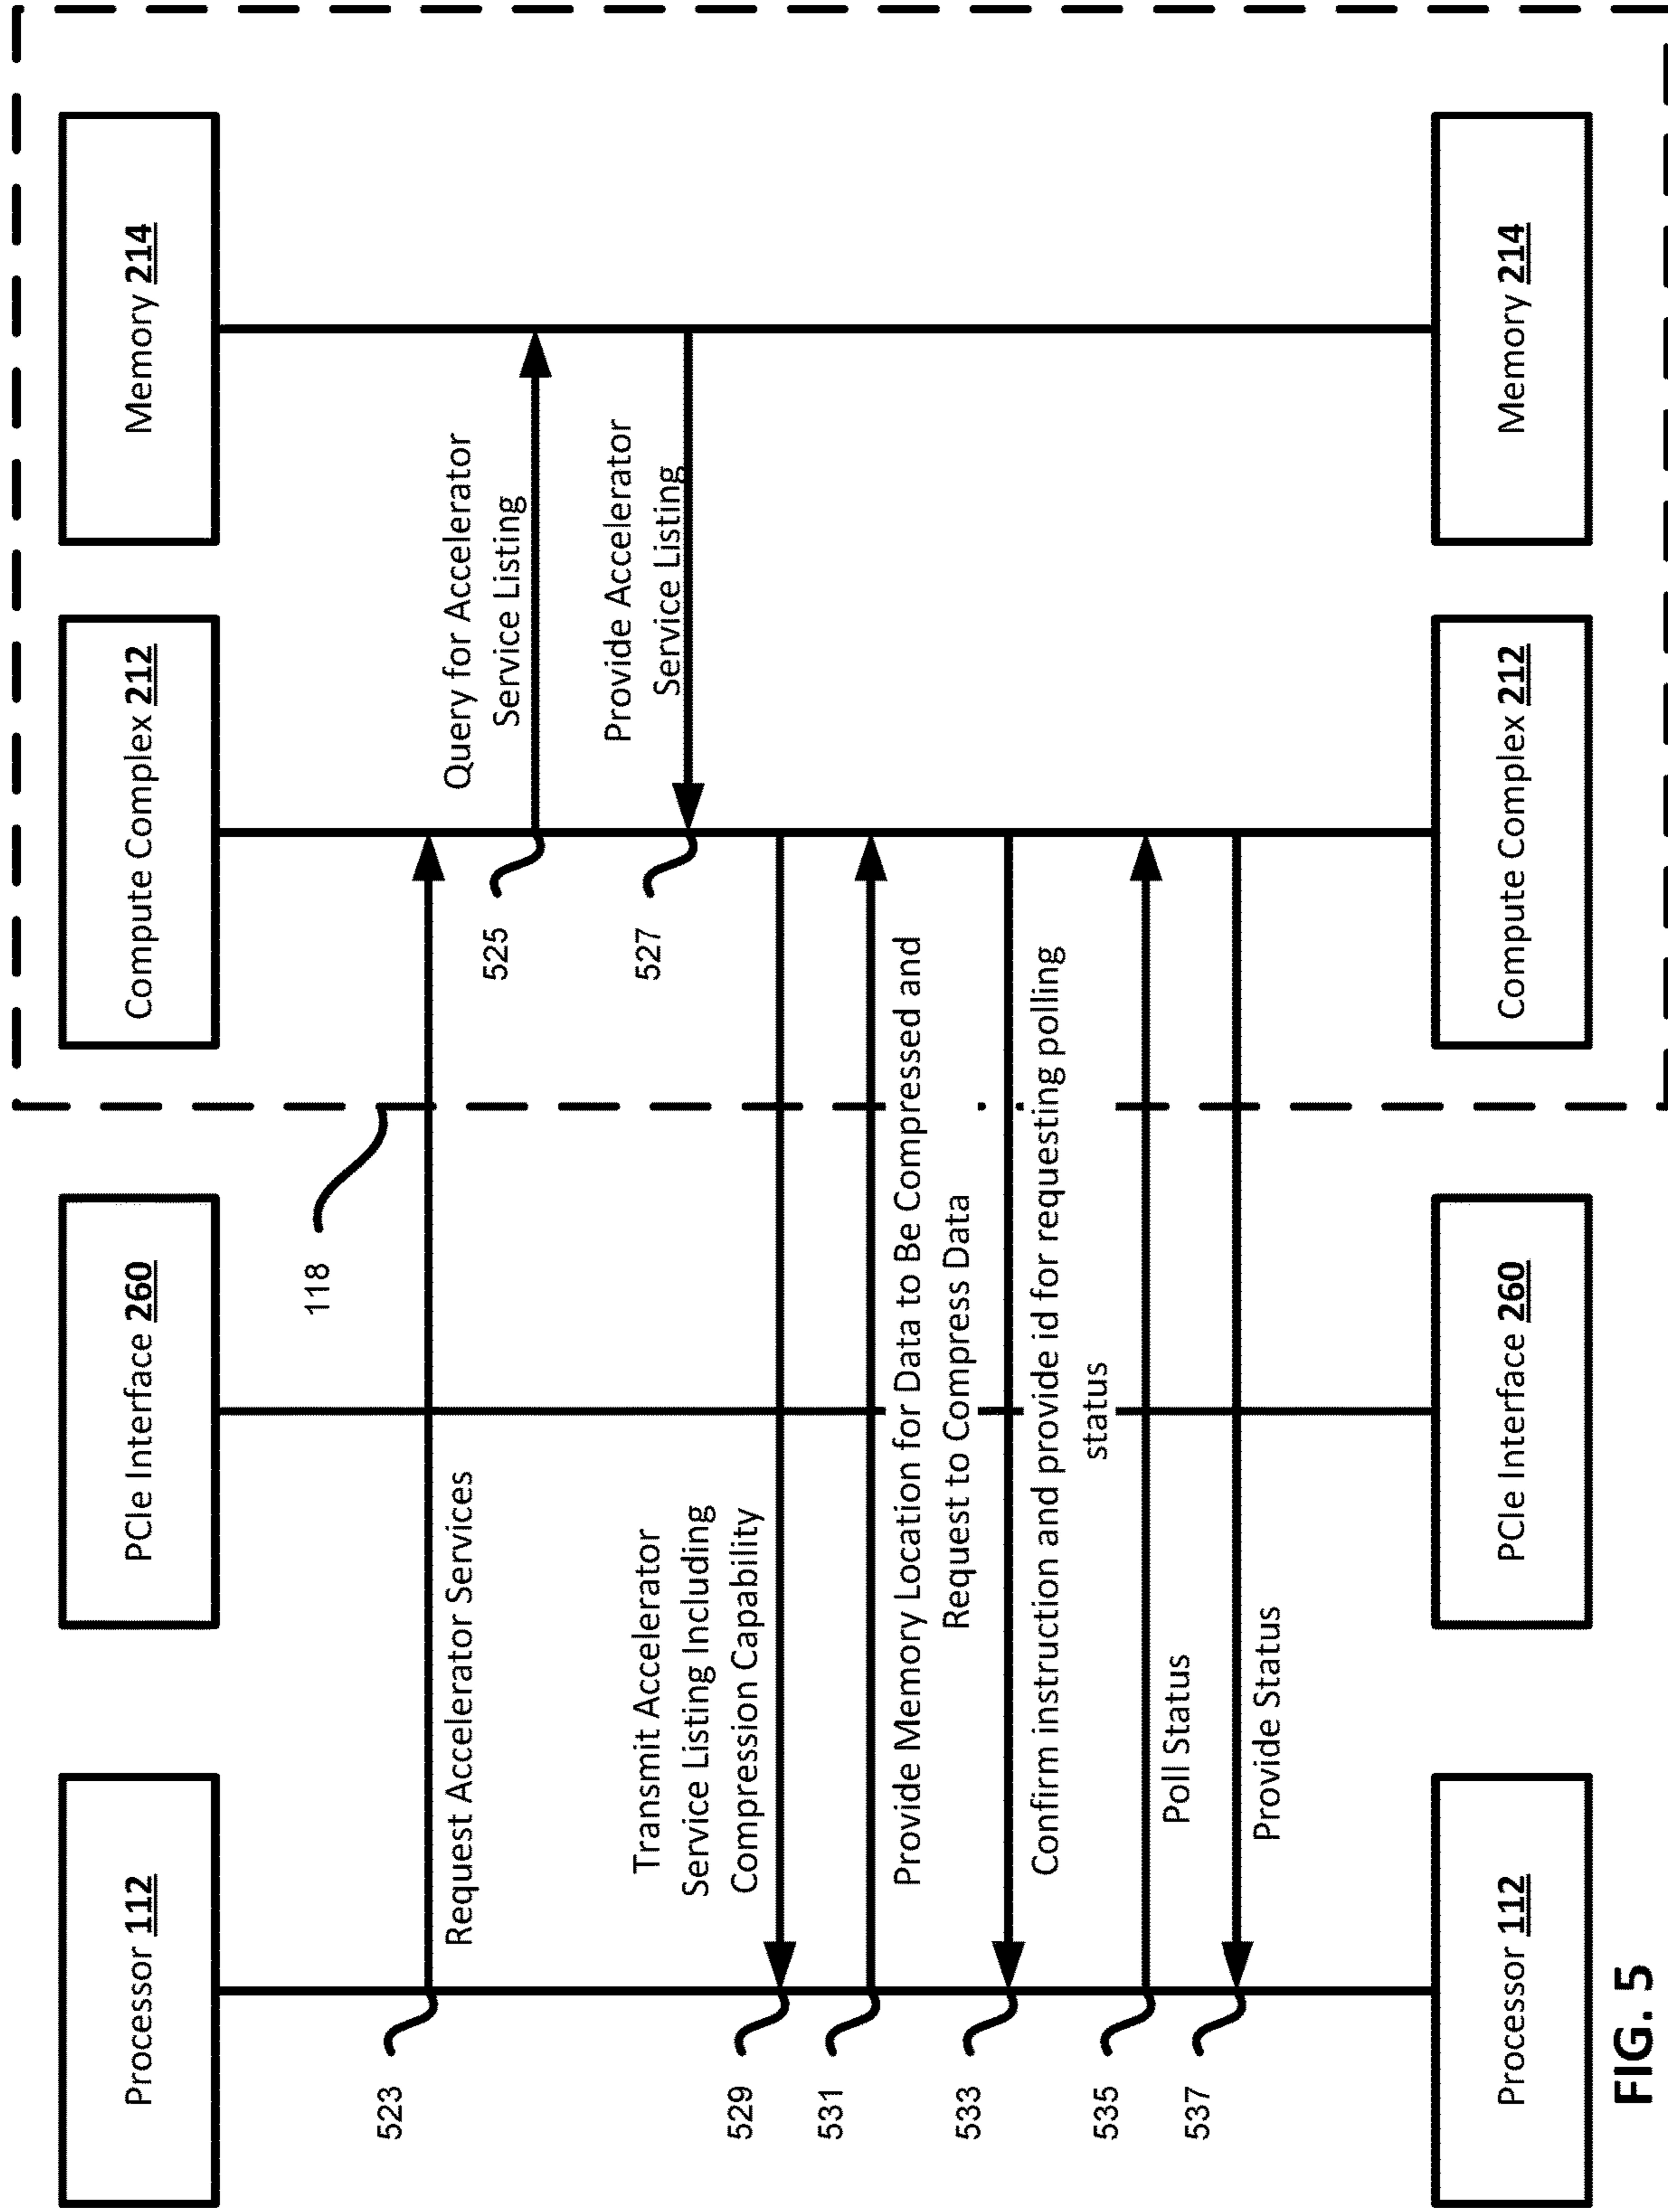 Processor 112
PCIe Interface 260
Compute Complex 212
Memory 214
118
523
Request Accelerator Services
525
Query for Accelerator
Service Listing
527
Provide Accelerator
Service Listing
529
Transmit Accelerator
Service Listing Including
Compression Capability
531
Provide Memory Location for Data to Be Compressed and
Request to Compress Data
533
Confirm instruction and provide id for requesting polling
status
535
Poll Status
537
Provide Status
Processor 112
PCIe Interface 260
Compute Complex 212
Memory 214
FIG. 5